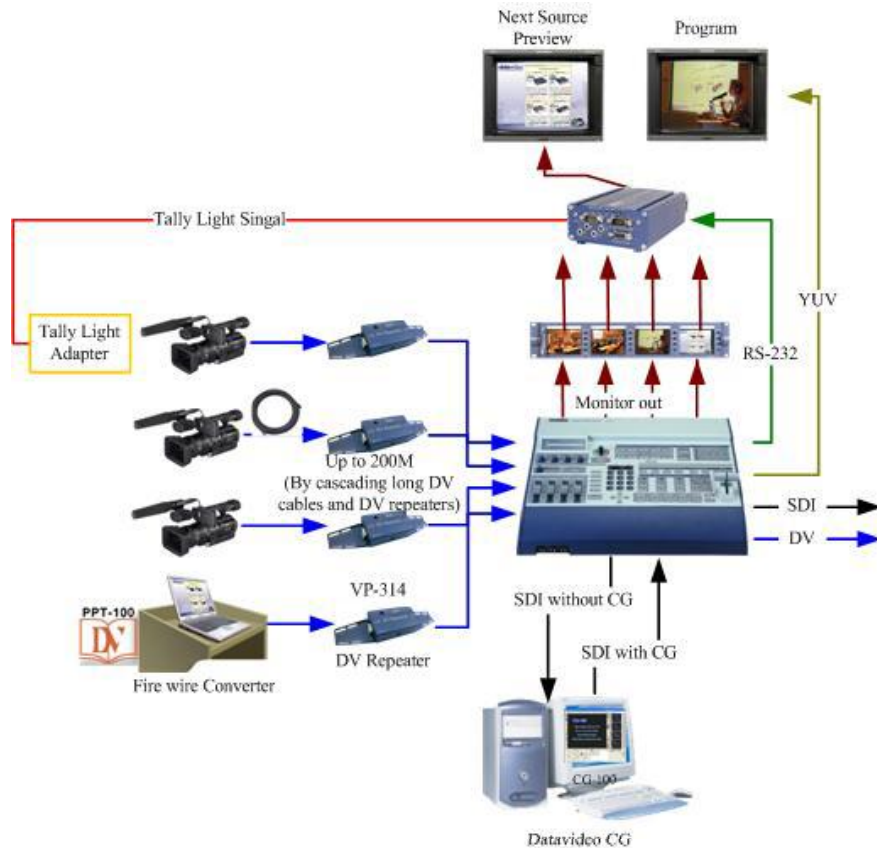 Next Source
Preview
Program
Tally Light Singal
Tally Light
Adapter
YUV
RS-232
Monitor out
Up to 200M
(By cascading long DV
cables and DV repeaters)
SDI
DV
VP-314
DV Repeater
PPT-100
DV
Fire wire Converter
SDI without CG
SDI with CG
CG-100
Datavideo CG